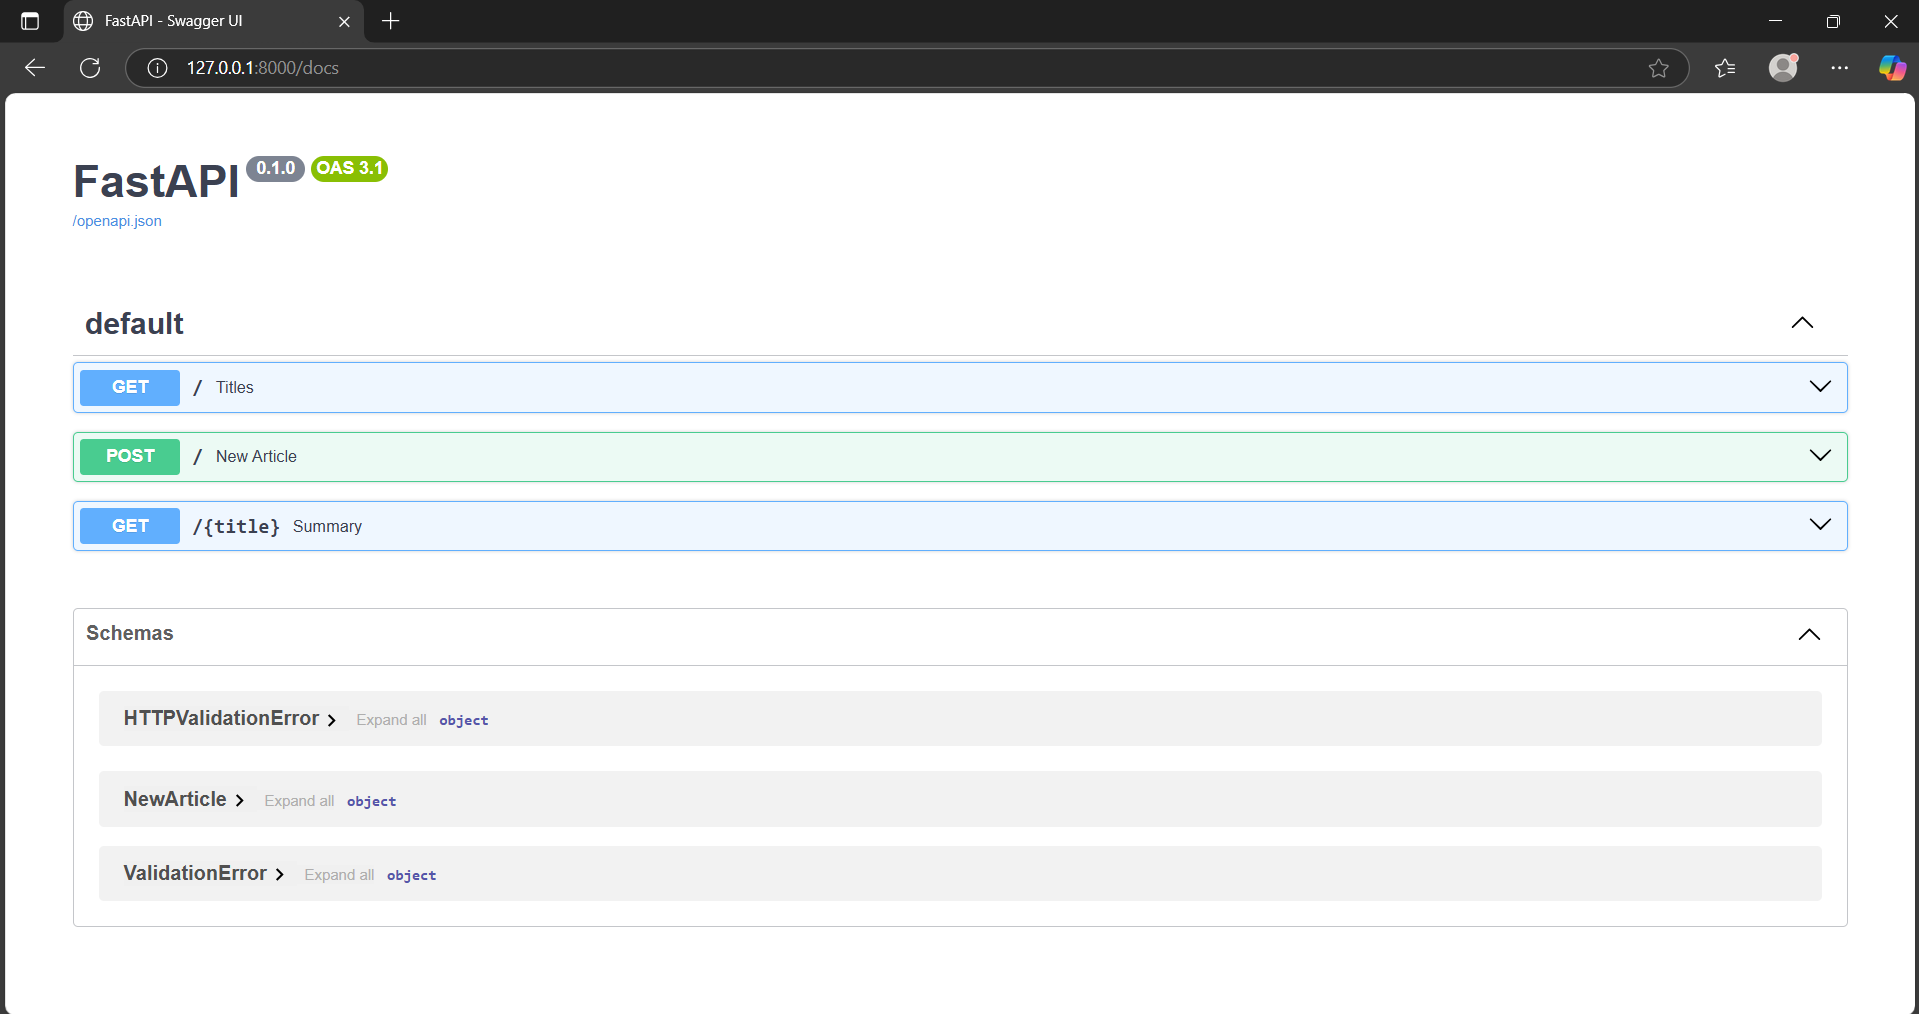 FastAPI - Swagger UI
127.0.0.1:8000/docs
FastAPI 0.1.0 OAS 3.1
/openapi.json
default
GET / Titles
POST / New Article
GET /{title} Summary
Schemas
HTTPValidationError Expand all object
NewArticle Expand all object
ValidationError Expand all object